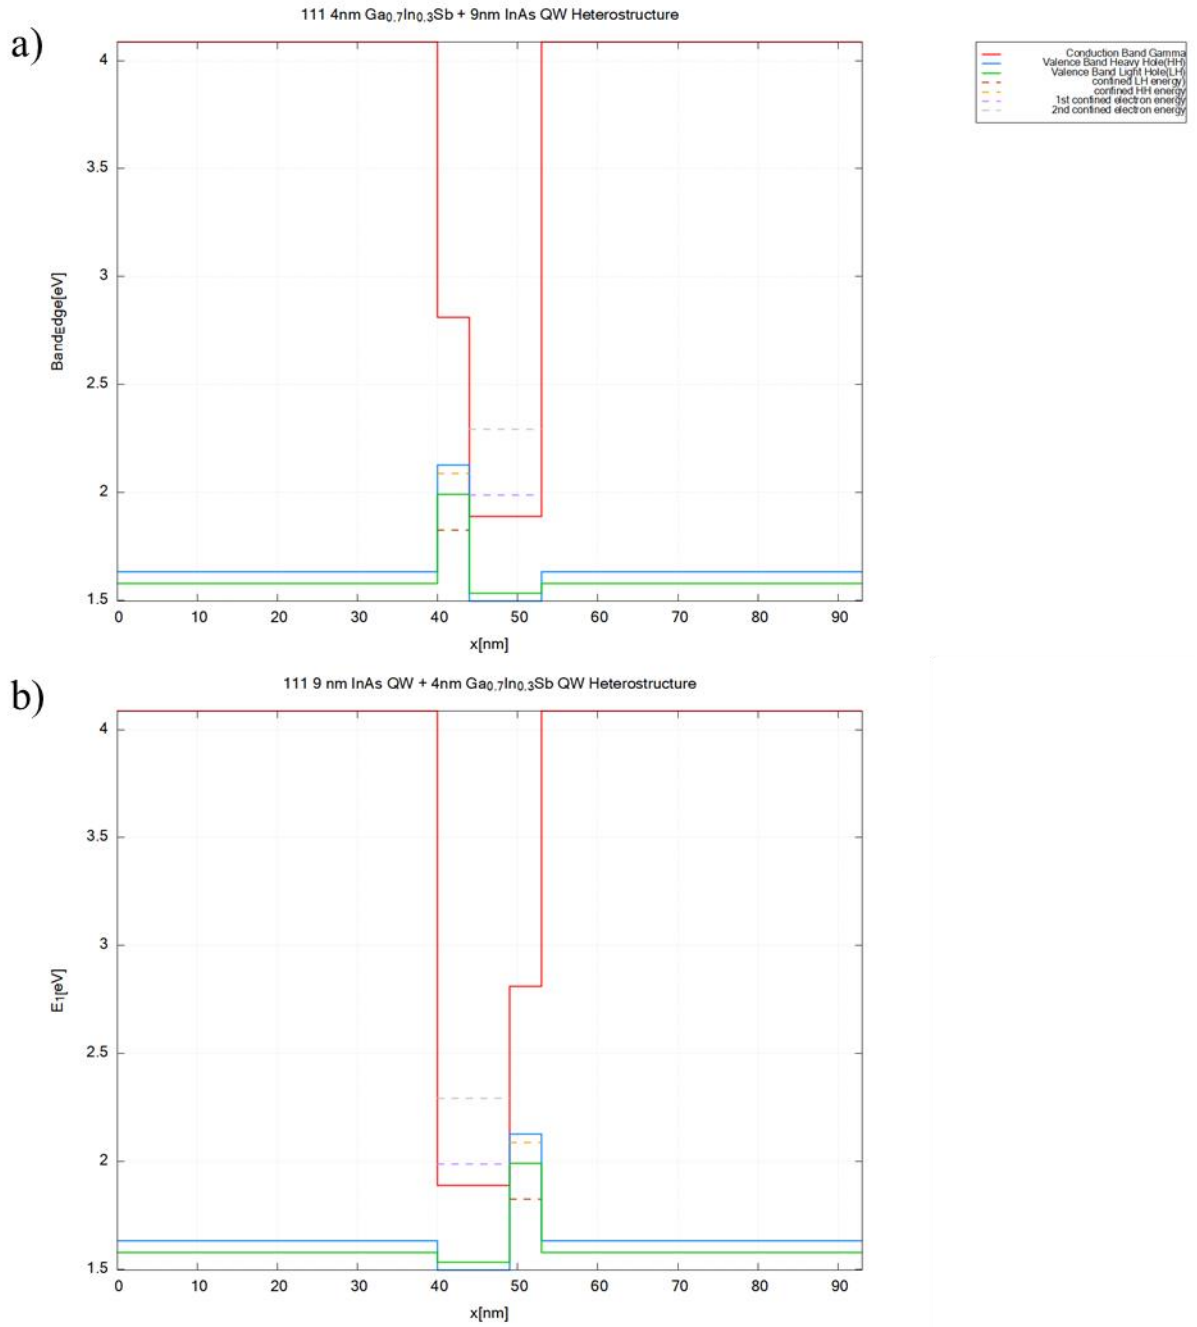 a)
111 4nm Ga₀.₇In₀.₃Sb + 9nm InAs QW Heterostructure
Conduction Band Gamma
Valence Band Heavy Hole(HH)
Valence Band Light Hole(LH)
confined LH energy)
confined HH energy
1st confined electron energy
2nd confined electron energy
4
3.5
3
2.5
2
1.5
BandEdge[eV]
0 10 20 30 40 50 60 70 80 90
x[nm]
b)
111 9 nm InAs QW + 4nm Ga₀.₇In₀.₃Sb QW Heterostructure
4
3.5
3
2.5
2
1.5
E₁[eV]
0 10 20 30 40 50 60 70 80 90
x[nm]